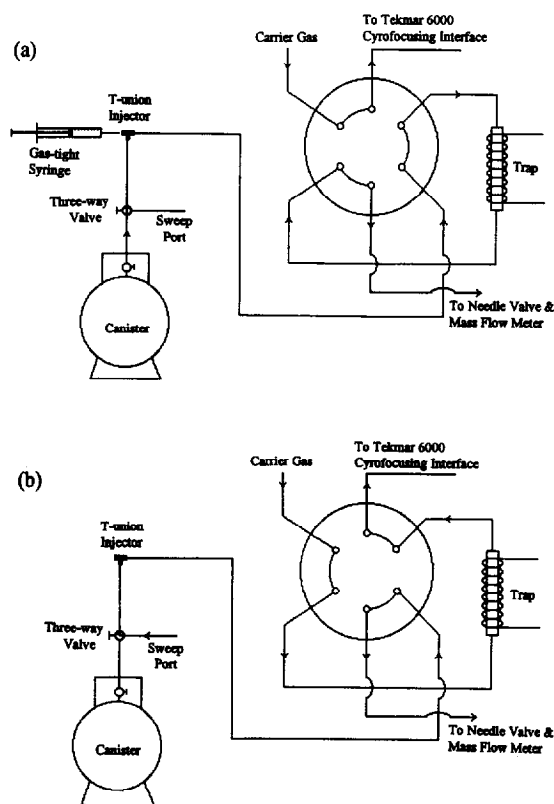 (a)
To Tekmar 6000
Cyrofocusing Interface
Carrier Gas
T-union
Injector
Gas-tight
Syringe
Three-way
Valve
Sweep
Port
Canister
Trap
To Needle Valve &
Mass Flow Meter
(b)
To Tekmar 6000
Cyrofocusing Interface
Carrier Gas
T-union
Injector
Three-way
Valve
Sweep
Port
Canister
Trap
To Needle Valve &
Mass Flow Meter